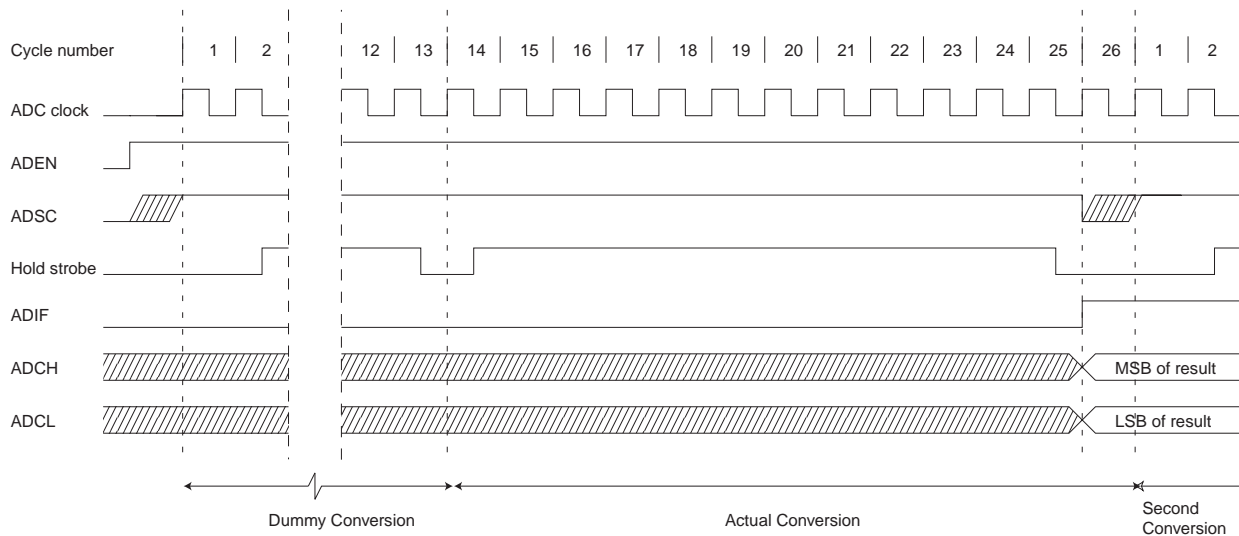 Cycle number 1 2 12 13 14 15 16 17 18 19 20 21 22 23 24 25 26 1 2
ADC clock
ADEN
ADSC
Hold strobe
ADIF
ADCH MSB of result
ADCL LSB of result
Dummy Conversion Actual Conversion Second
Conversion